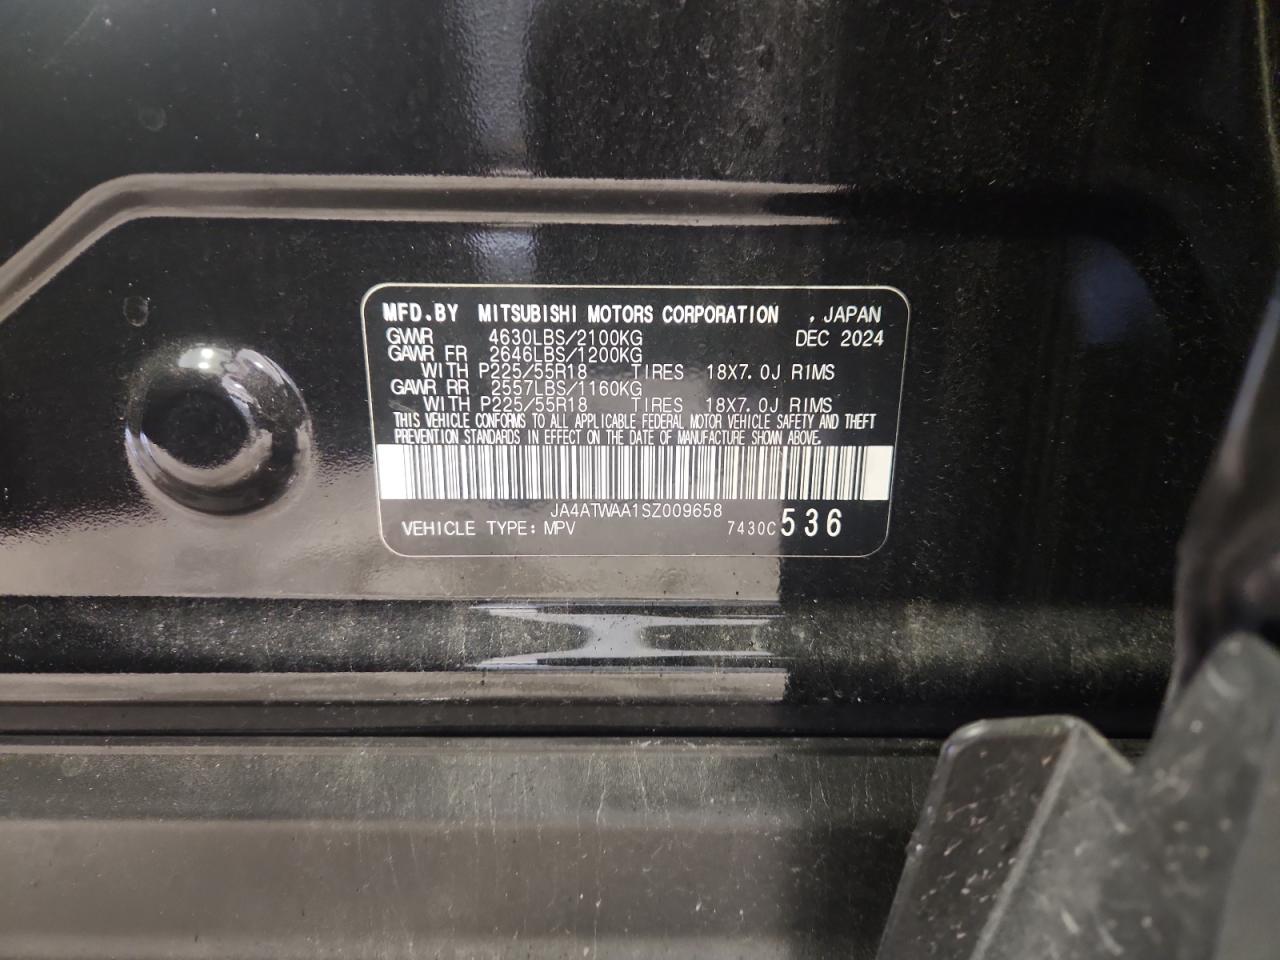 MFD.BY MITSUBISHI MOTORS CORPORATION , JAPAN
GVWR 4630LBS/2100KG DEC 2024
GAWR FR 2646LBS/1200KG
WITH P225/55R18 TIRES 18X7.0J RIMS
GAWR RR 2557LBS/1160KG
WITH P225/55R18 TIRES 18X7.0J RIMS
THIS VEHICLE CONFORMS TO ALL APPLICABLE FEDERAL MOTOR VEHICLE SAFETY AND THEFT
PREVENTION STANDARDS IN EFFECT ON THE DATE OF MANUFACTURE SHOWN ABOVE.
JA4ATWAA1SZ009658
VEHICLE TYPE: MPV 7430C 536